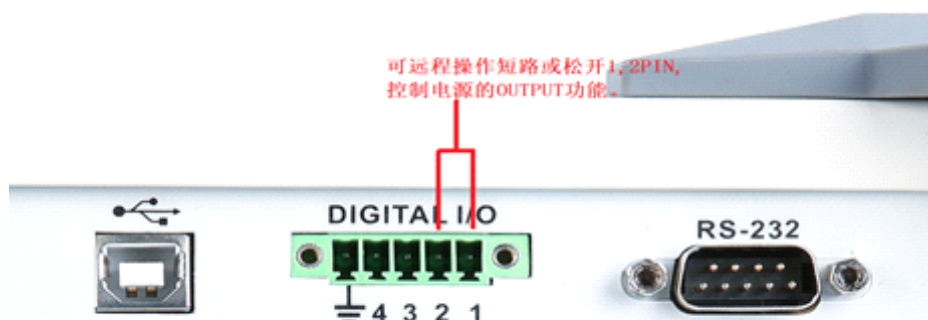 可远程操作短路或松开1,2PIN,
控制电源的OUTPUT功能。
DIGITAL I/O
RS-232
4 3 2 1